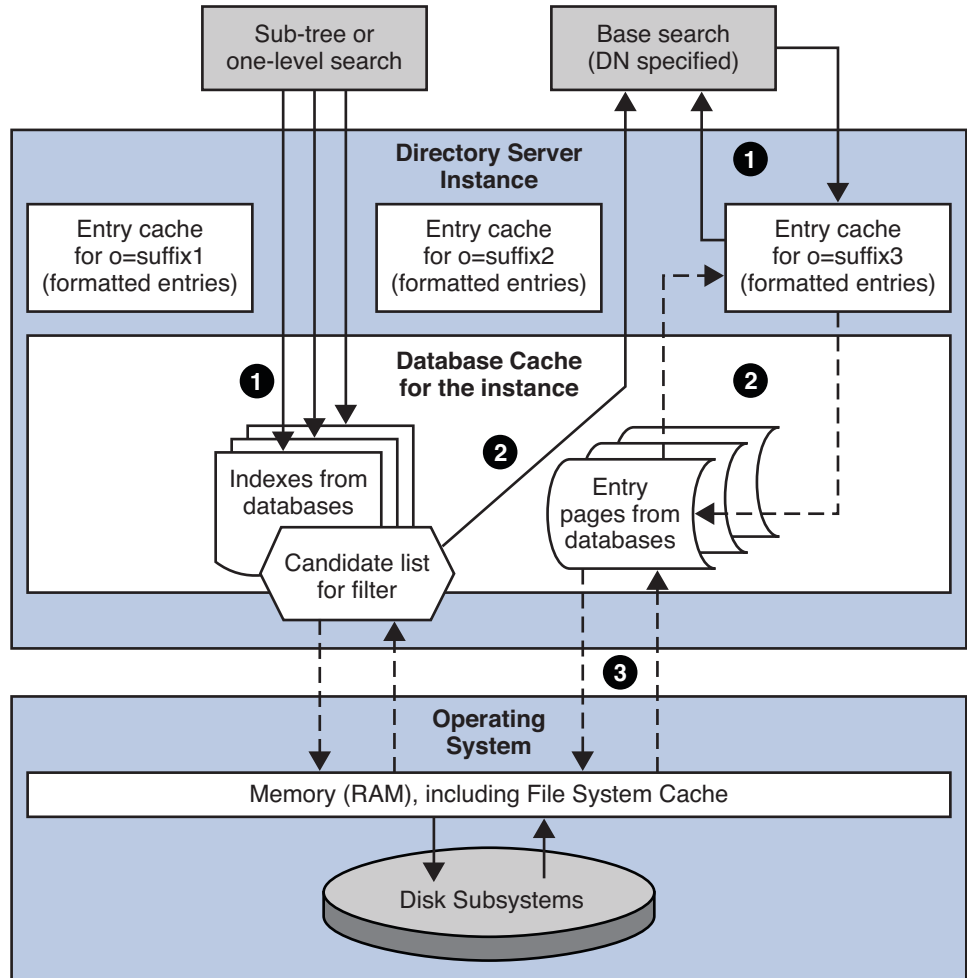 Sub-tree or
one-level search
Base search
(DN specified)
Directory Server
Instance
1
Entry cache
for o=suffix1
(formatted entries)
Entry cache
for o=suffix2
(formatted entries)
Entry cache
for o=suffix3
(formatted entries)
Database Cache
for the instance
1
2
2
Indexes from
databases
Candidate list
for filter
Entry
pages from
databases
3
Operating
System
Memory (RAM), including File System Cache
Disk Subsystems